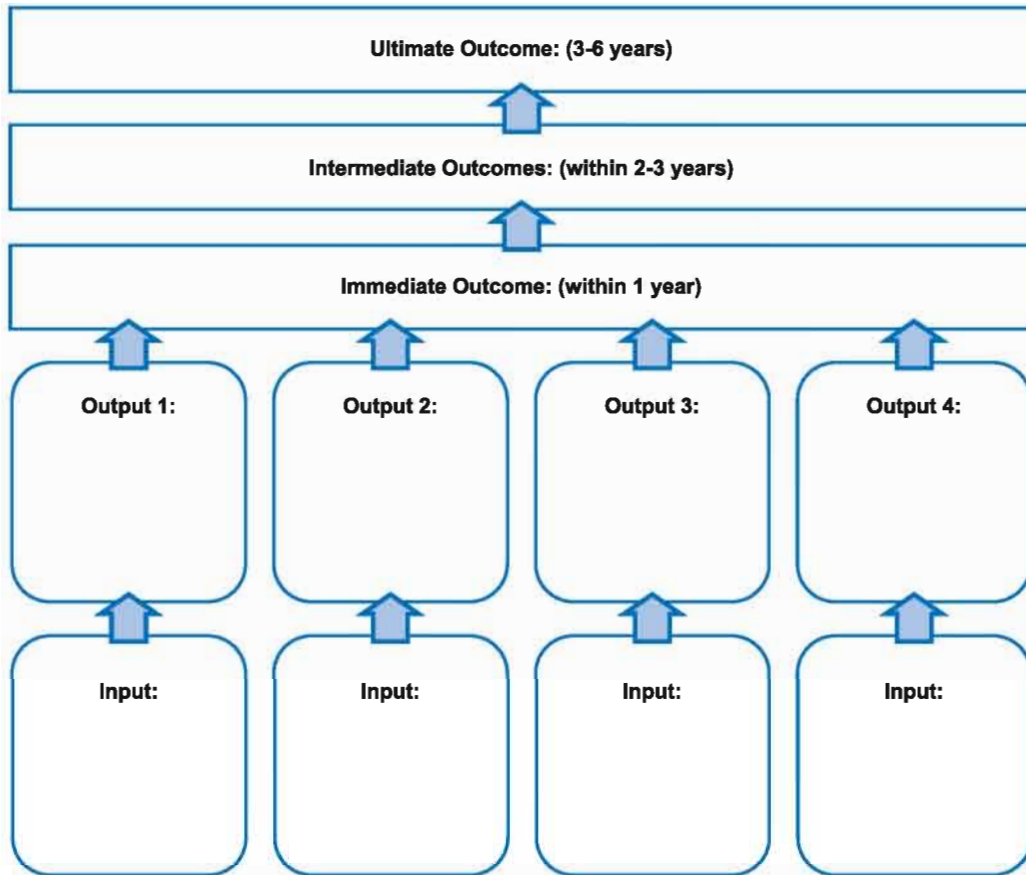 Ultimate Outcome: (3-6 years)
Intermediate Outcomes: (within 2-3 years)
Immediate Outcome: (within 1 year)
Output 1:
Output 2:
Output 3:
Output 4:
Input:
Input:
Input:
Input: